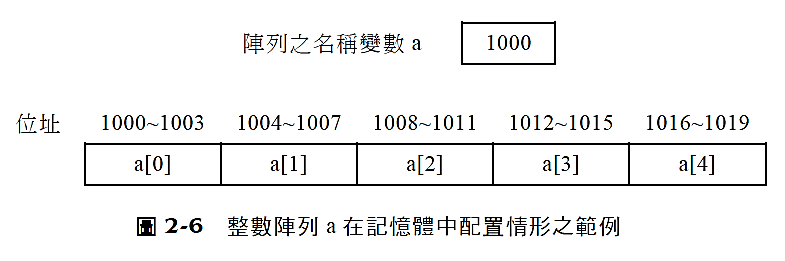 陣列之名稱變數 a 1000
位址 1000~1003 1004~1007 1008~1011 1012~1015 1016~1019
a[0] a[1] a[2] a[3] a[4]
圖 2-6 整數陣列 a 在記憶體中配置情形之範例